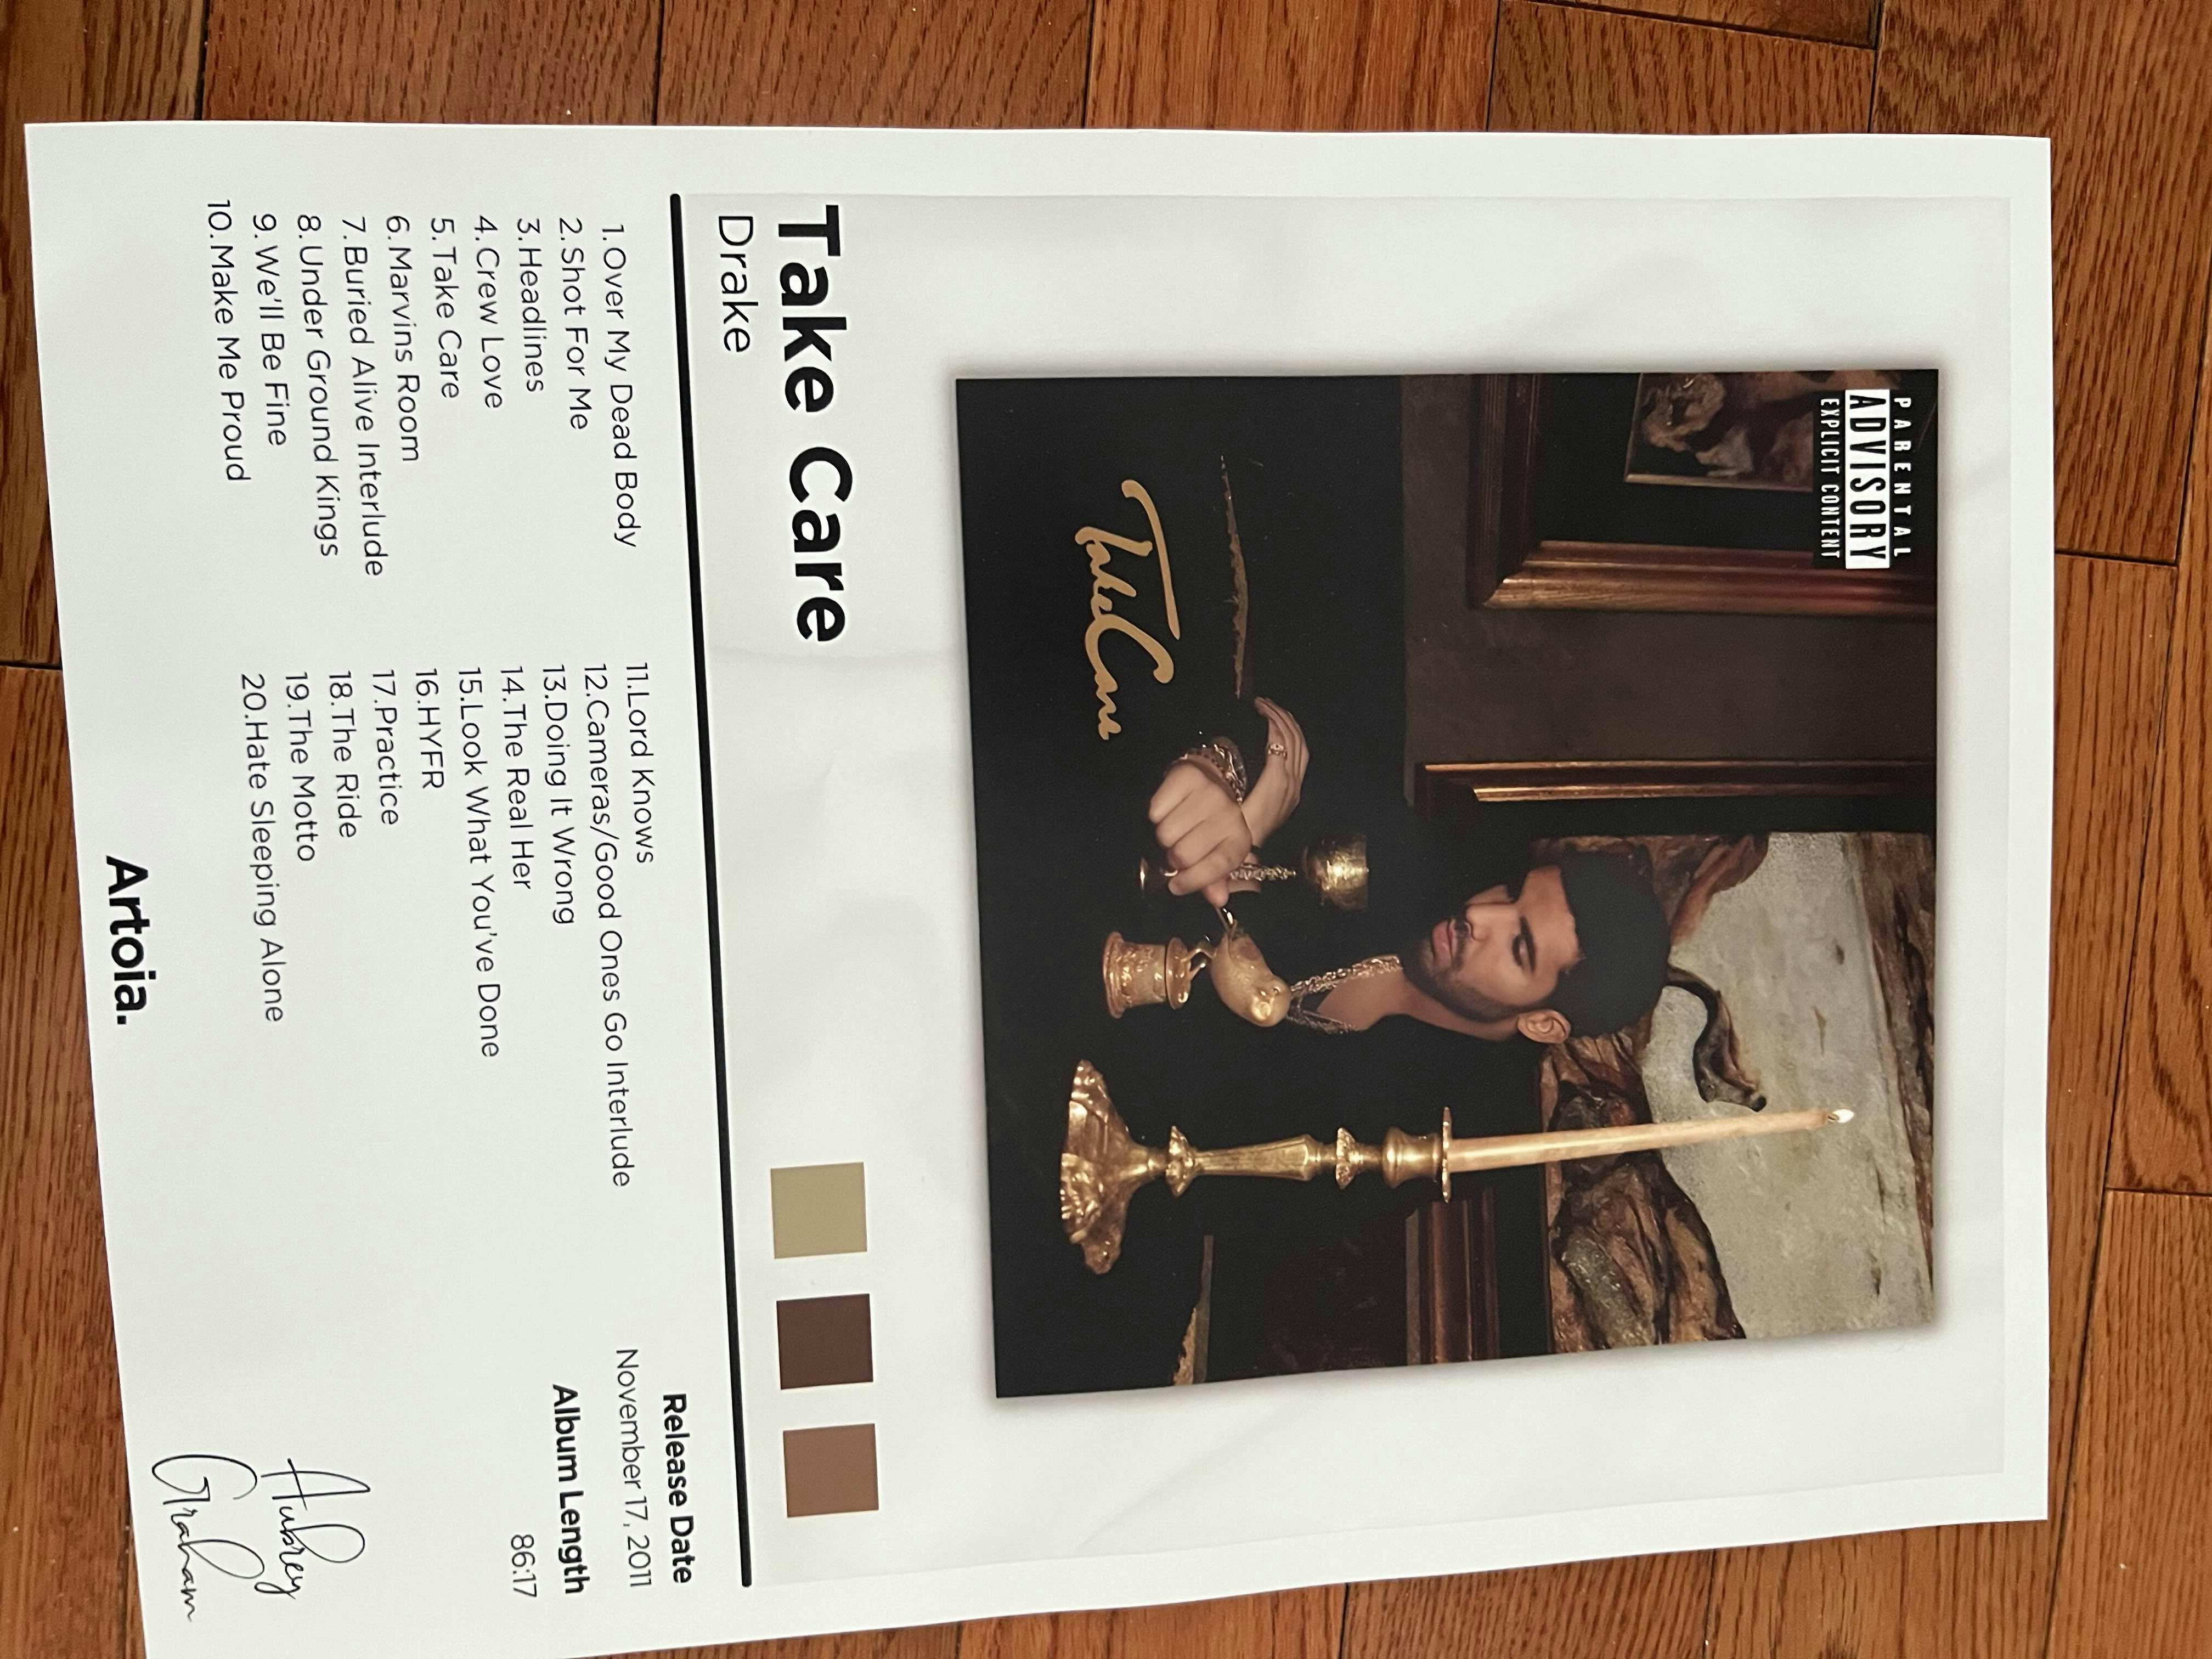 PARENTAL
ADVISORY
EXPLICIT CONTENT
Take Care
Take Care
Drake
1.Over My Dead Body
2.Shot For Me
3.Headlines
4.Crew Love
5.Take Care
6.Marvins Room
7.Buried Alive Interlude
8.Under Ground Kings
9.We'll Be Fine
10.Make Me Proud
11.Lord Knows
12.Cameras/Good Ones Go Interlude
13.Doing It Wrong
14.The Real Her
15.Look What You've Done
16.HYFR
17.Practice
18.The Ride
19.The Motto
20.Hate Sleeping Alone
Release Date
November 17, 2011
Album Length
86:17
Artoia.
Aubrey
Graham